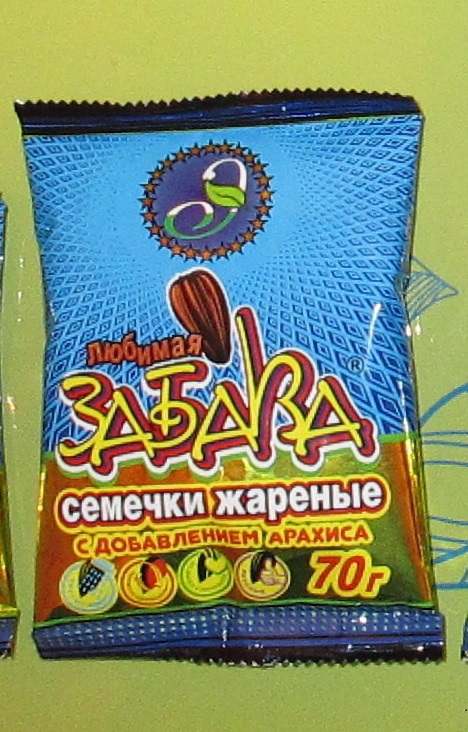 любимая
ЗАБАВА
®
семечки жареные
С ДОБАВЛЕНИЕМ АРАХИСА
70г